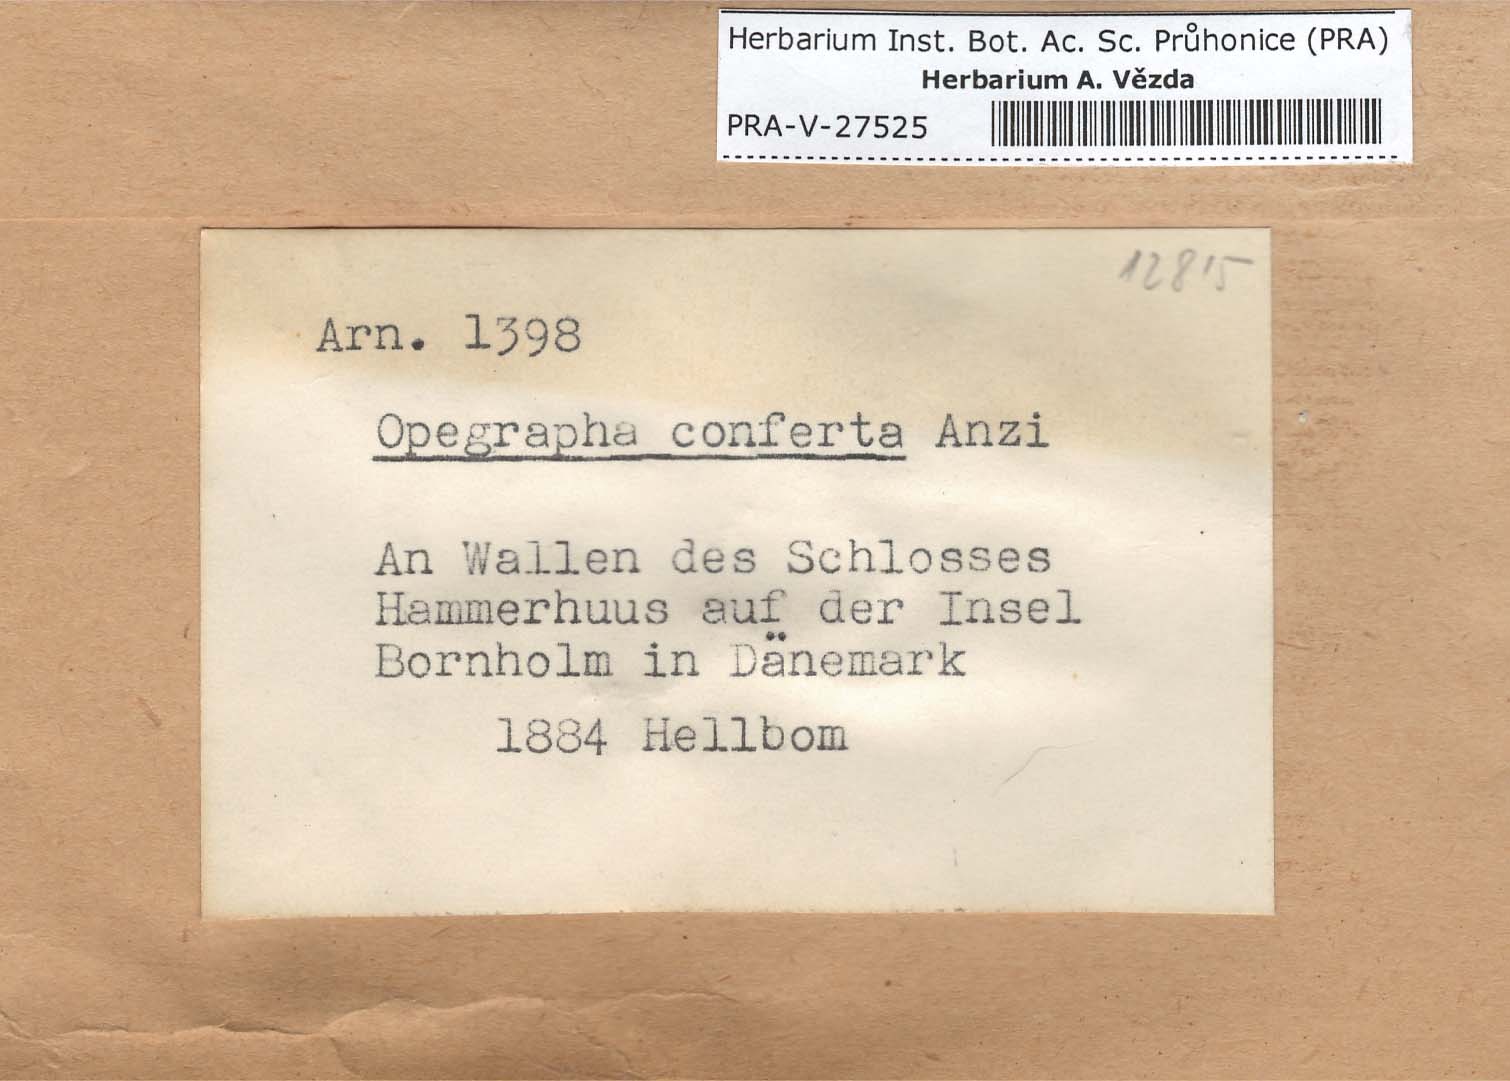 Herbarium Inst. Bot. Ac. Sc. Průhonice (PRA)
Herbarium A. Vězda
PRA-V-27525
12815
Arn. 1398
Opegrapha conferta Anzi
An Wallen des Schlosses
Hammerhuus auf der Insel
Bornholm in Dänemark
1884 Hellbom